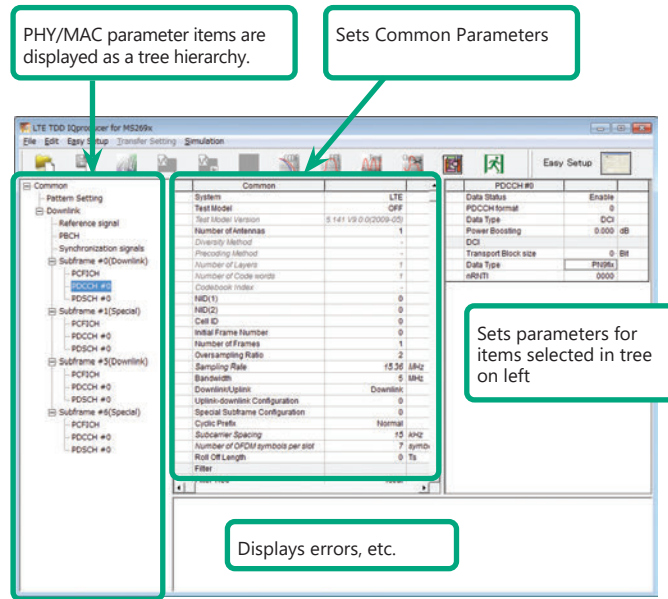 PHY/MAC parameter items are
displayed as a tree hierarchy.
Sets Common Parameters
LTE TDD IQproducer for MS269x
File Edit Easy Setup Transfer Setting Simulation
Easy Setup
Common
Pattern Setting
Downlink
Reference signal
PBCH
Synchronization signals
Subframe #0(Downlink)
PCFICH
PDCCH #0
PDSCH #0
Subframe #1(Special)
PCFICH
PDCCH #0
PDSCH #0
Subframe #5(Downlink)
PCFICH
PDCCH #0
PDSCH #0
Subframe #6(Special)
PCFICH
PDCCH #0
PDSCH #0
Common
System LTE
Test Model OFF
Test Model Version 5.141 V9.0.0(2009-05)
Number of Antennas 1
Diversity Method -
Precoding Method -
Number of Layers 1
Number of Code words 1
Codebook Index -
NID(1) 0
NID(2) 0
Cell ID 0
Initial Frame Number 0
Number of Frames 1
Oversampling Ratio 2
Sampling Rate 15.36 MHz
Bandwidth 5 MHz
Downlink/Uplink Downlink
Uplink-downlink Configuration 0
Special Subframe Configuration 0
Cyclic Prefix Normal
Subcarrier Spacing 15 kHz
Number of OFDM symbols per slot 7
Roll Off Length 0 Ts
Filter
PDCCH #0
Data Status Enable
PDCCH format 0
Data Type DCI
Power Boosting 0.000 dB
DCI
Transport Block size 0 Bit
Data Type PN9fix
nRNTI 0000
Sets parameters for
items selected in tree
on left
Displays errors, etc.